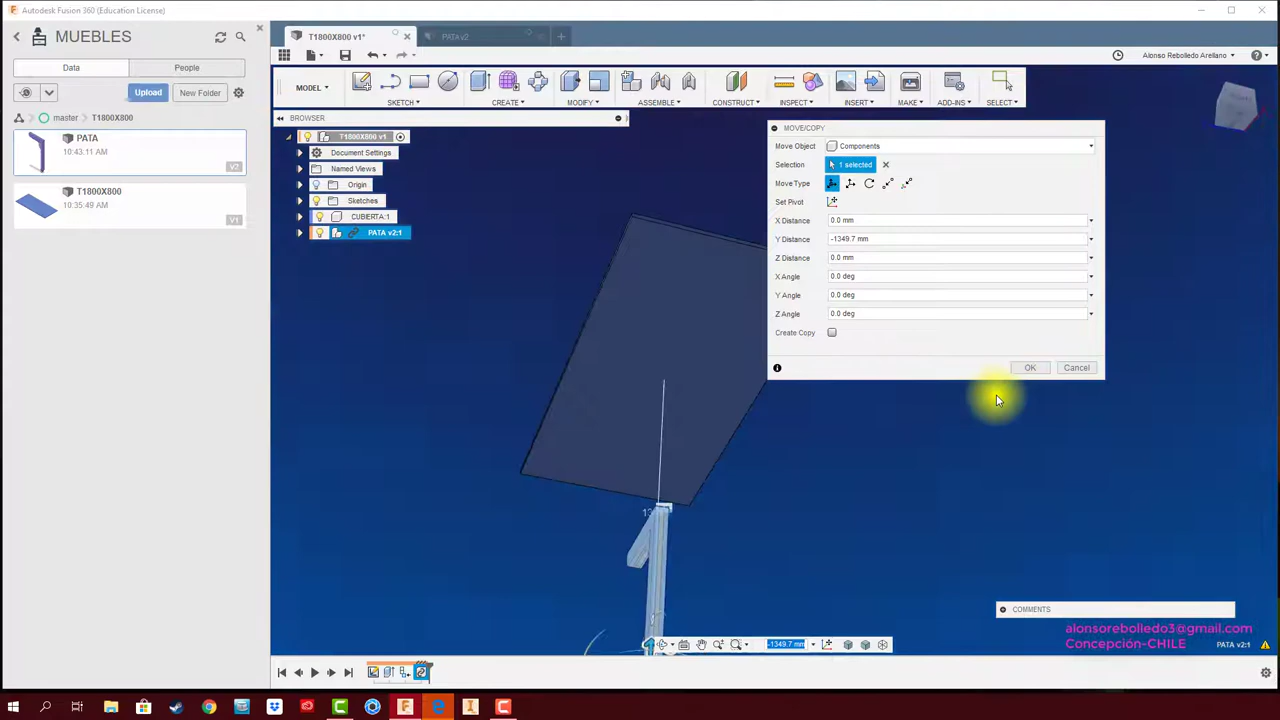 Autodesk Fusion 360 (Education License)
MUEBLES
T1800X800 v1*
PATA v2
Data
People
Alonso Rebolledo Arellano
Upload
New Folder
MODEL
SKETCH
CREATE
MODIFY
ASSEMBLE
CONSTRUCT
INSPECT
INSERT
MAKE
ADD-INS
SELECT
master
T1800X800
BROWSER
PATA
10:43:11 AM
V2
T1800X800
10:35:49 AM
V1
T1800X800 v1
Document Settings
Named Views
Origin
Sketches
CUBIERTA:1
PATA v2:1
MOVE/COPY
Move Object
Components
Selection
1 selected
Move Type
Set Pivot
X Distance
0.0 mm
Y Distance
-1349.7 mm
Z Distance
0.0 mm
X Angle
0.0 deg
Y Angle
0.0 deg
Z Angle
0.0 deg
Create Copy
OK
Cancel
COMMENTS
alonsorebolledo3@gmail.com
Concepción-CHILE
-1349.7 mm
PATA v2:1